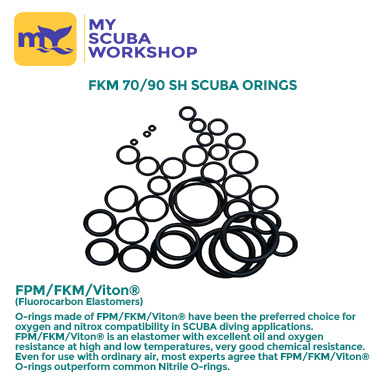 my
MY
SCUBA
WORKSHOP
FKM 70/90 SH SCUBA ORINGS
FPM/FKM/Viton®
(Fluorocarbon Elastomers)
O-rings made of FPM/FKM/Viton® have been the preferred choice for
oxygen and nitrox compatibility in SCUBA diving applications.
FPM/FKM/Viton® is an elastomer with excellent oil and oxygen
resistance at high and low temperatures, very good chemical resistance.
Even for use with ordinary air, most experts agree that FPM/FKM/Viton®
O-rings outperform common Nitrile O-rings.